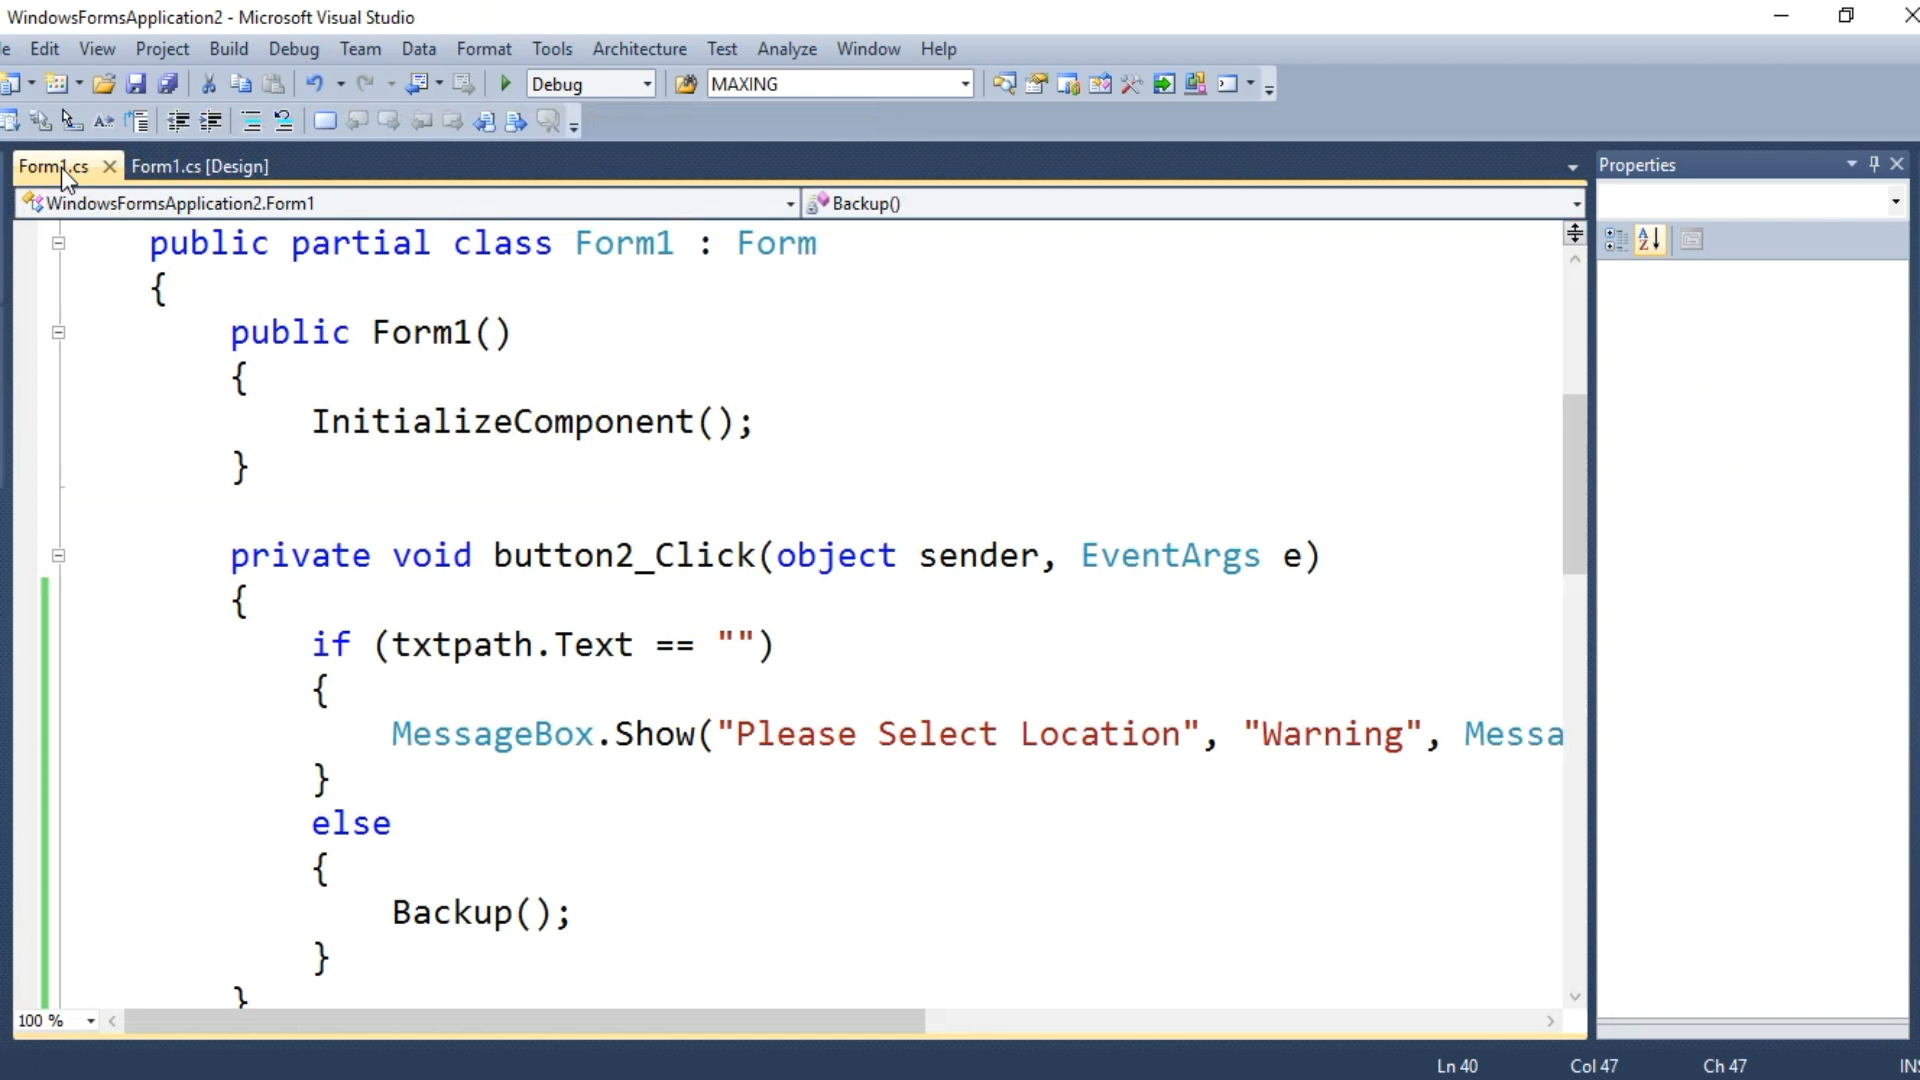 WindowsFormsApplication2 - Microsoft Visual Studio
Edit View Project Build Debug Team Data Format Tools Architecture Test Analyze Window Help
Debug MAXING
Form1.cs Form1.cs [Design]
Properties
WindowsFormsApplication2.Form1 Backup()
public partial class Form1 : Form
{
public Form1()
{
InitializeComponent();
}
private void button2_Click(object sender, EventArgs e)
{
if (txtpath.Text == "")
{
MessageBox.Show("Please Select Location", "Warning", Messa
}
else
{
Backup();
}
}
100 %
Ln 40 Col 47 Ch 47